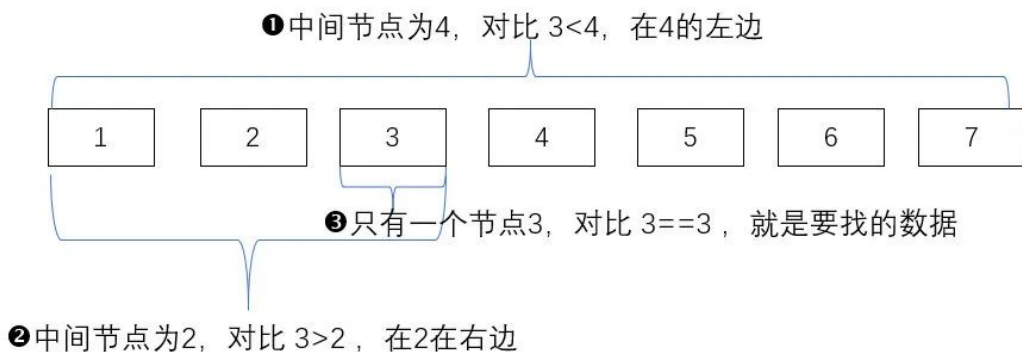 ❶中间节点为4，对比 3<4，在4的左边
1 2 3 4 5 6 7
❸只有一个节点3，对比 3==3 ，就是要找的数据
❷中间节点为2，对比 3>2 ，在2在右边